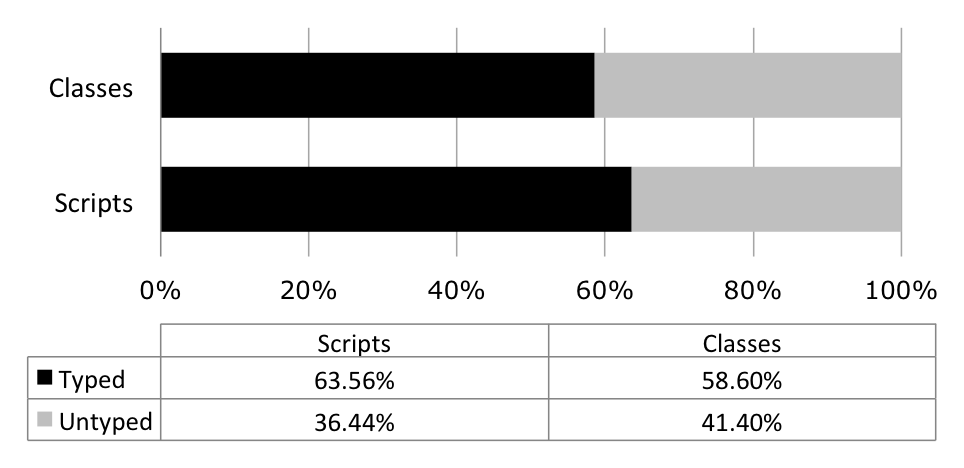 Classes
Scripts
0% 20% 40% 60% 80% 100%
Scripts Classes
Typed 63.56% 58.60%
Untyped 36.44% 41.40%